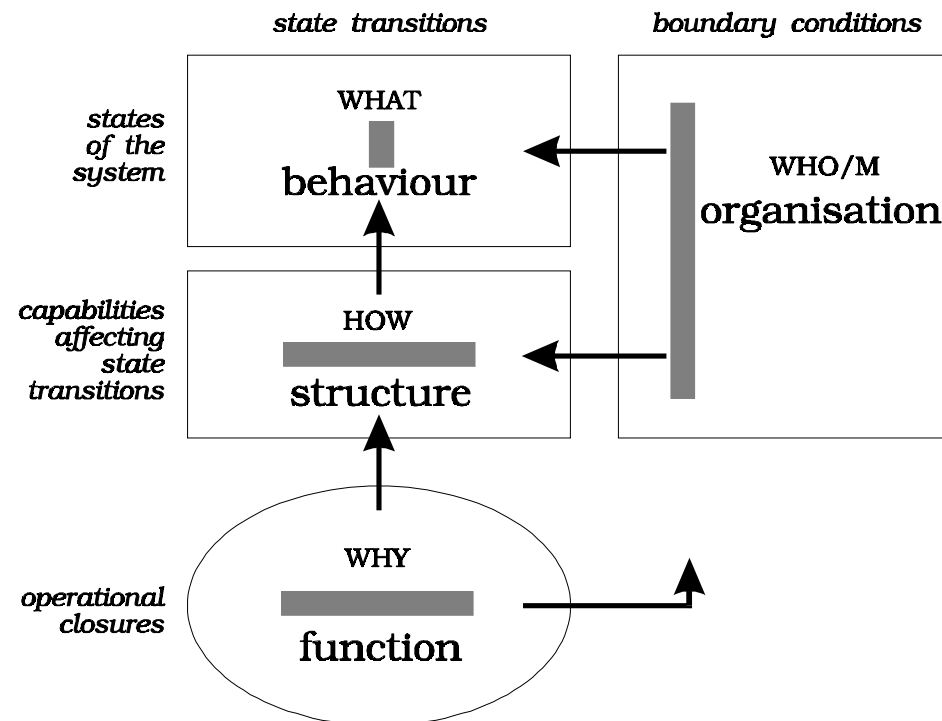 state transitions
boundary conditions
states
of the
system
WHAT
behaviour
WHO/M
organisation
capabilities
affecting
state
transitions
HOW
structure
operational
closures
WHY
function